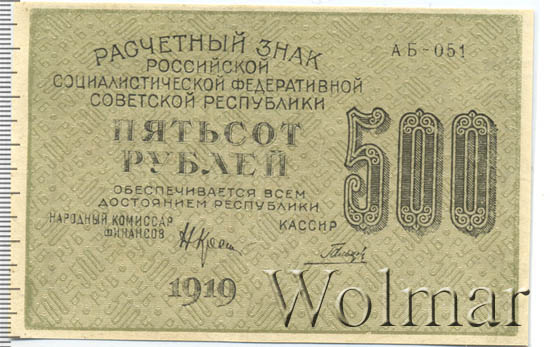 РАСЧЕТНЫЙ ЗНАК
РОССИЙСКОЙ
СОЦИАЛИСТИЧЕСКОЙ ФЕДЕРАТИВНОЙ
СОВЕТСКОЙ РЕСПУБЛИКИ
АБ-051
ПЯТЬСОТ
РУБЛЕЙ
500
ОБЕСПЕЧИВАЕТСЯ ВСЕМ
ДОСТОЯНИЕМ РЕСПУБЛИКИ
НАРОДНЫЙ КОМИССАР
ФИНАНСОВ
КАССИР
1919
Wolmar